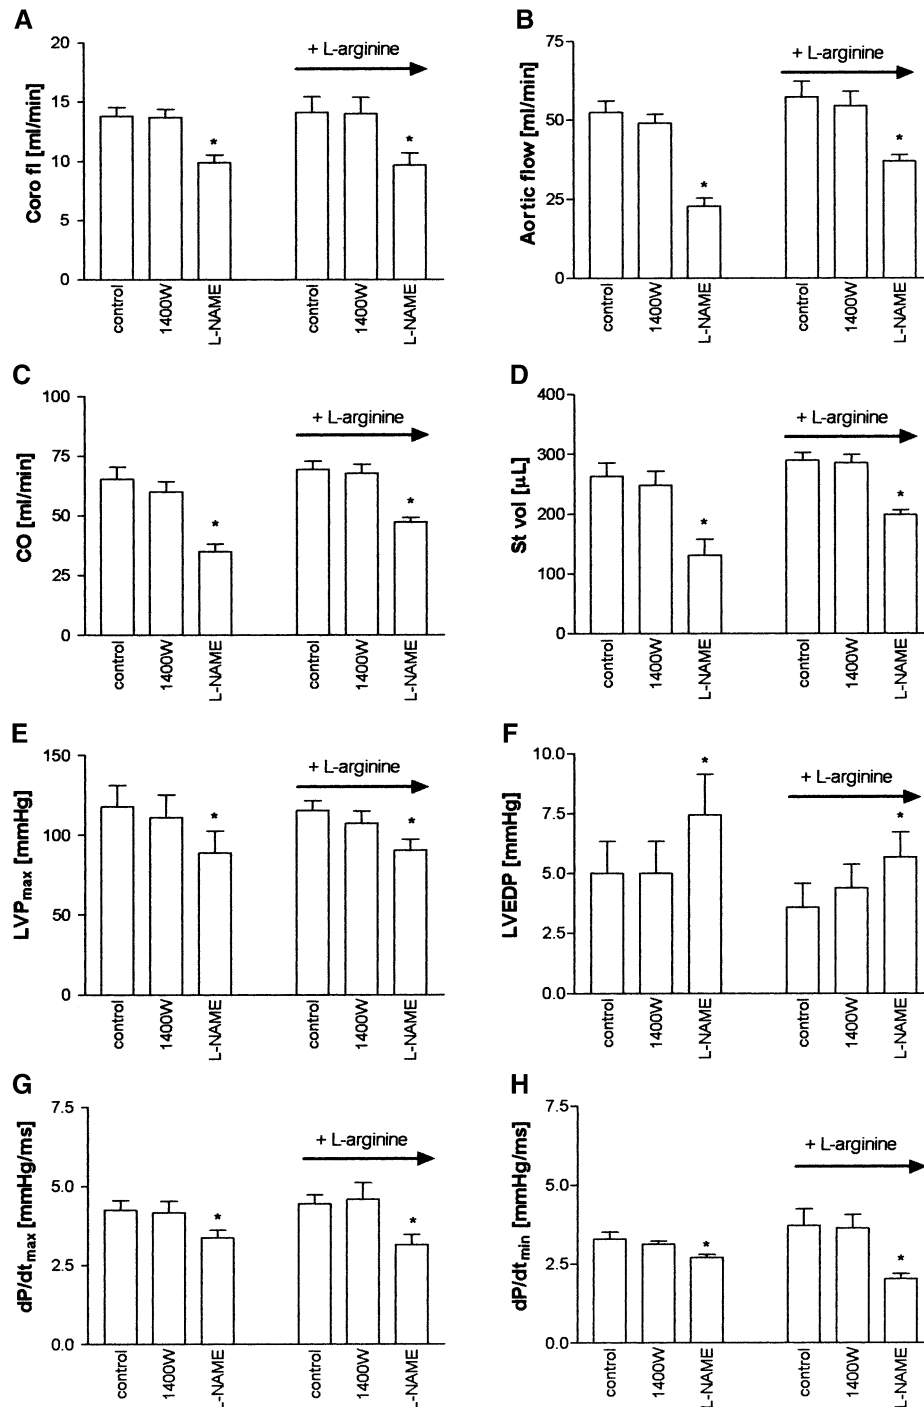 A
Coro fl [ml/min]
20
15
10
5
0
+ L-arginine
*
*
control
1400W
L-NAME
control
1400W
L-NAME
B
Aortic flow [ml/min]
75
50
25
0
+ L-arginine
*
*
control
1400W
L-NAME
control
1400W
L-NAME
C
CO [ml/min]
100
75
50
25
0
+ L-arginine
*
*
control
1400W
L-NAME
control
1400W
L-NAME
D
St vol [µL]
400
300
200
100
0
+ L-arginine
*
*
control
1400W
L-NAME
control
1400W
L-NAME
E
LVPmax [mmHg]
150
100
50
0
+ L-arginine
*
*
control
1400W
L-NAME
control
1400W
L-NAME
F
LVEDP [mmHg]
10.0
7.5
5.0
2.5
0.0
+ L-arginine
*
*
control
1400W
L-NAME
control
1400W
L-NAME
G
dP/dtmax [mmHg/ms]
7.5
5.0
2.5
0.0
+ L-arginine
*
*
control
1400W
L-NAME
control
1400W
L-NAME
H
dP/dtmin [mmHg/ms]
7.5
5.0
2.5
0.0
+ L-arginine
*
*
control
1400W
L-NAME
control
1400W
L-NAME